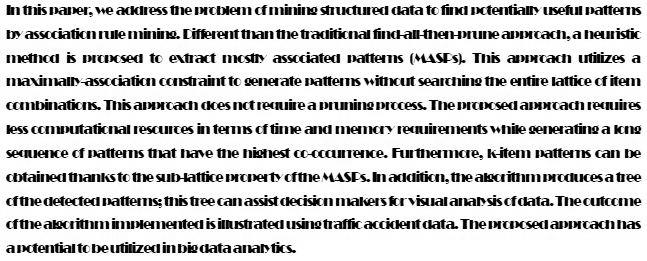 In this paper, we address the problem of mining structured data to find potentially useful patterns
by association rule mining. Different than the traditional find-all-then-prune approach, a heuristic
method is proposed to extract mostly associated patterns (MASPs). This approach utilizes a
maximally-association constraint to generate patterns without searching the entire lattice of item
combinations. This approach does not require a pruning process. The proposed approach requires
less computational resources in terms of time and memory requirements while generating a long
sequence of patterns that have the highest co-occurrence. Furthermore, k-item patterns can be
obtained thanks to the sub-lattice property of the MASPs. In addition, the algorithm produces a tree
of the detected patterns; this tree can assist decision makers for visual analysis of data. The outcome
of the algorithm implemented is illustrated using traffic accident data. The proposed approach has
a potential to be utilized in big data analytics.